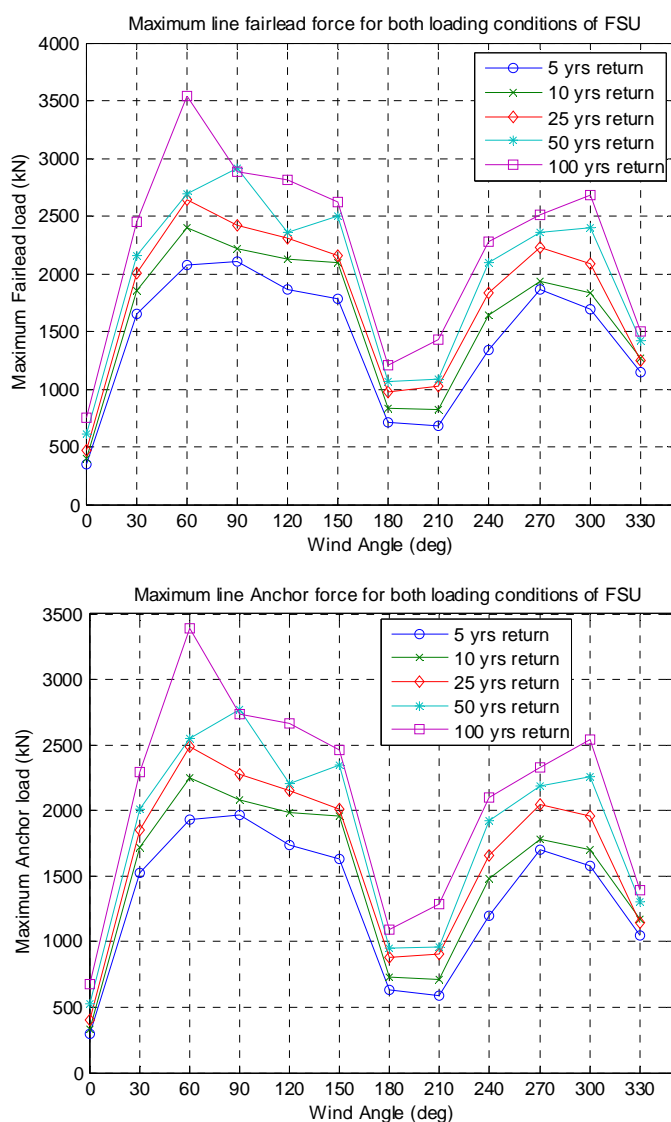 Maximum line fairlead force for both loading conditions of FSU
4000
3500
3000
2500
2000
1500
1000
500
0
Maximum Fairlead load (kN)
5 yrs return
10 yrs return
25 yrs return
50 yrs return
100 yrs return
0 30 60 90 120 150 180 210 240 270 300 330
Wind Angle (deg)
Maximum line Anchor force for both loading conditions of FSU
3500
3000
2500
2000
1500
1000
500
0
Maximum Anchor load (kN)
5 yrs return
10 yrs return
25 yrs return
50 yrs return
100 yrs return
0 30 60 90 120 150 180 210 240 270 300 330
Wind Angle (deg)